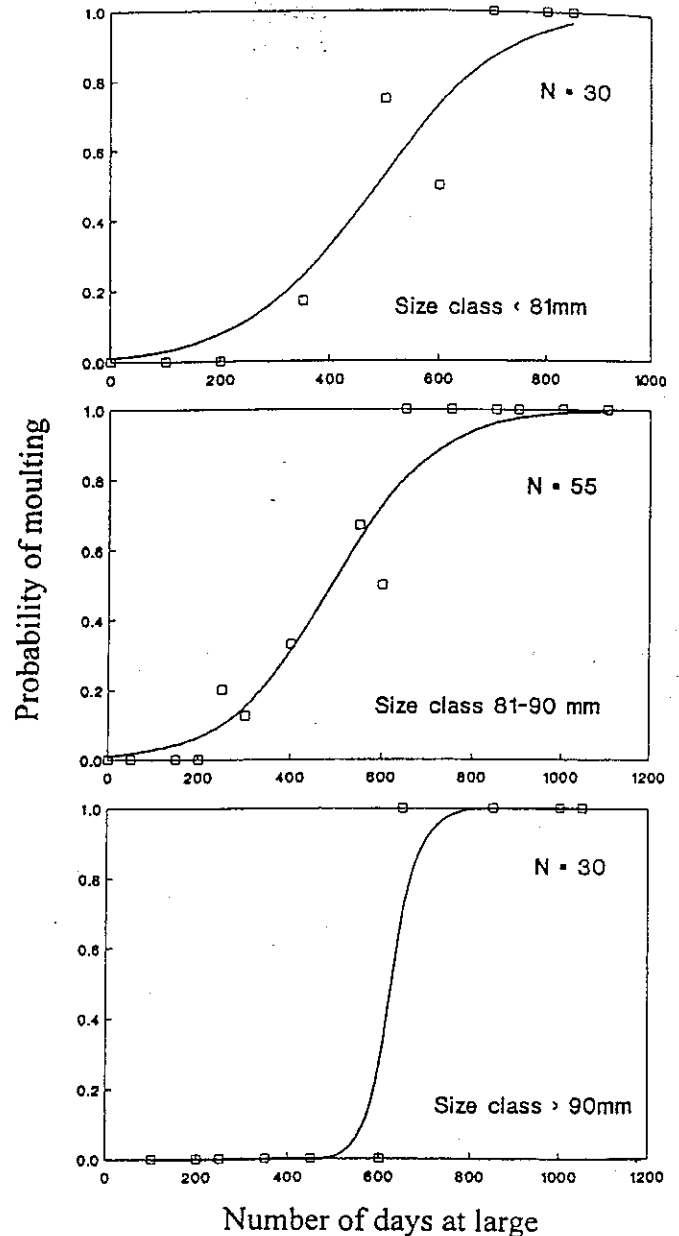 1.0
0.8
0.6
0.4
0.2
0.0
N = 30
Size class < 81mm
0 200 400 600 800 1000
1.0
0.8
0.6
0.4
0.2
0.0
N = 55
Size class 81-90 mm
0 200 400 600 800 1000 1200
1.0
0.8
0.6
0.4
0.2
0.0
N = 30
Size class > 90mm
0 200 400 600 800 1000 1200
Probability of moulting
Number of days at large